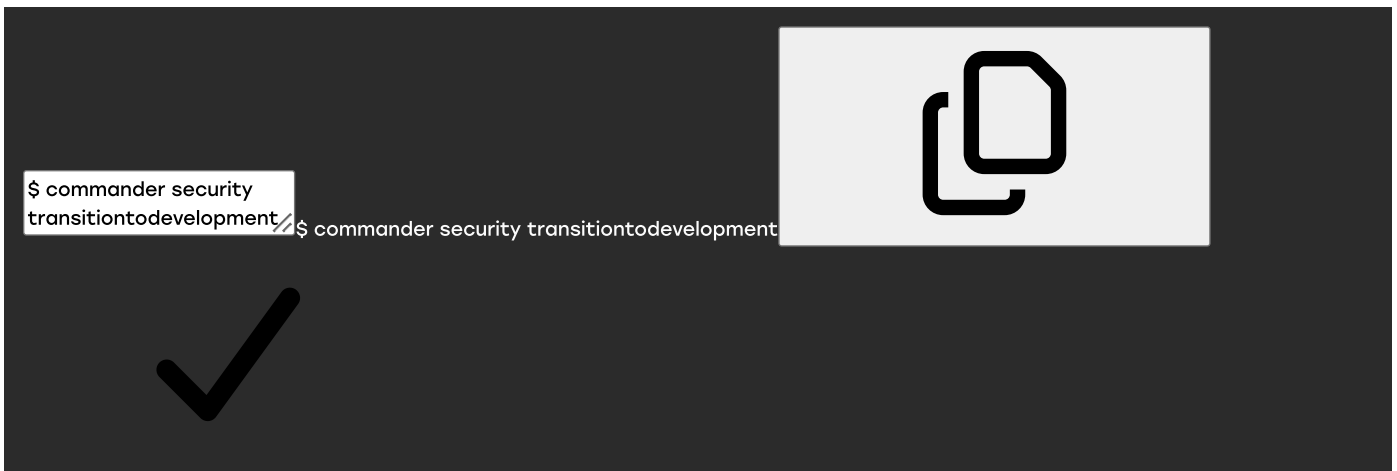 $ commander security
transitiontodevelopment
$ commander security transitiontodevelopment